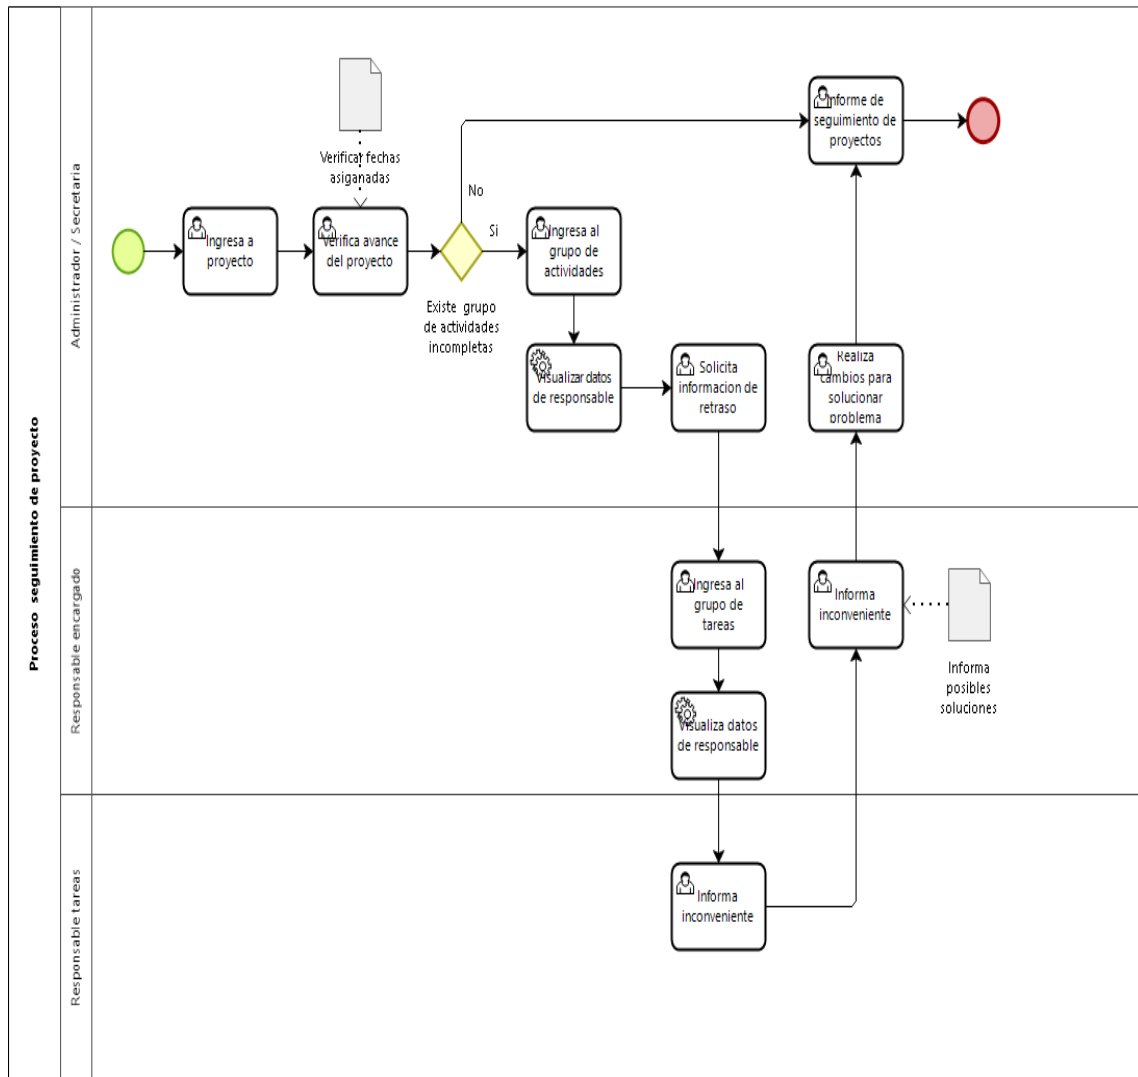 Proceso seguimiento de proyecto
Administrador / Secretaria
Verificar fechas
asiganadas
Ingresa a
proyecto
Verifica avance
del proyecto
Existe grupo
de actividades
incompletas
No
Si
Ingresa al
grupo de
actividades
Visualizar datos
de responsable
Solicita
informacion de
retraso
Realiza
cambios para
solucionar
problema
Informe de
seguimiento de
proyectos
Responsable encargado
Ingresa al
grupo de
tareas
Visualiza datos
de responsable
Informa
inconveniente
Informa
posibles
soluciones
Responsable tareas
Informa
inconveniente